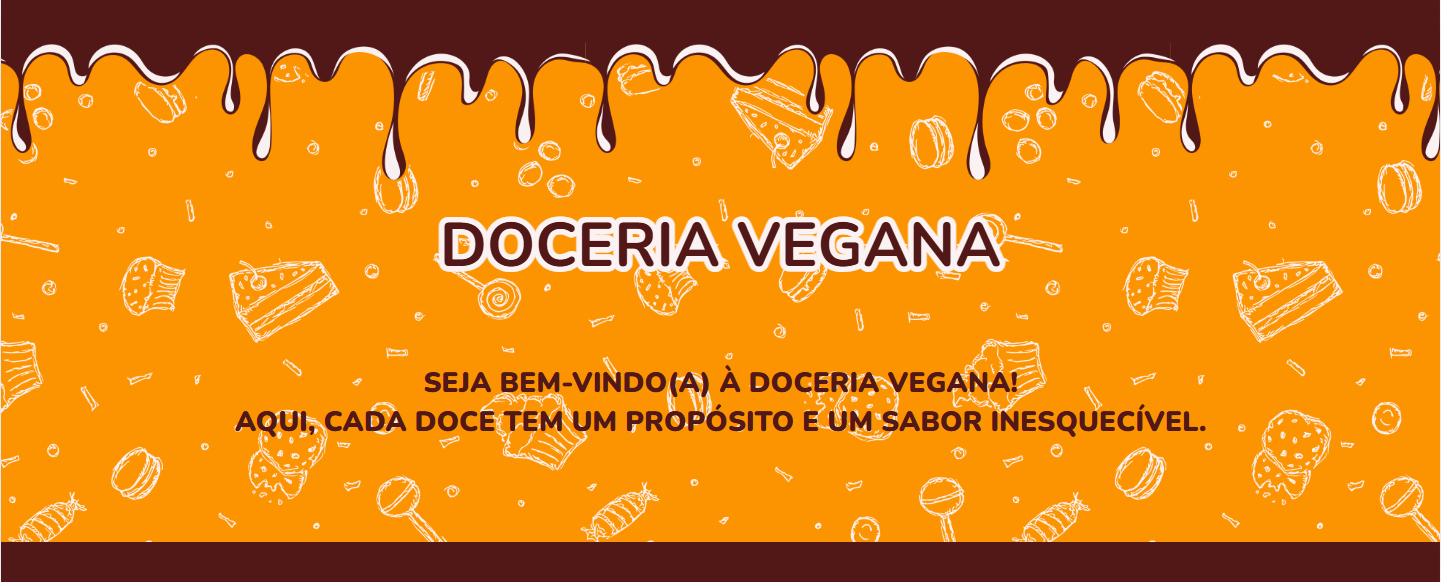 DOCERIA VEGANA
SEJA BEM-VINDO(A) À DOCERIA VEGANA!
AQUI, CADA DOCE TEM UM PROPÓSITO E UM SABOR INESQUECÍVEL.